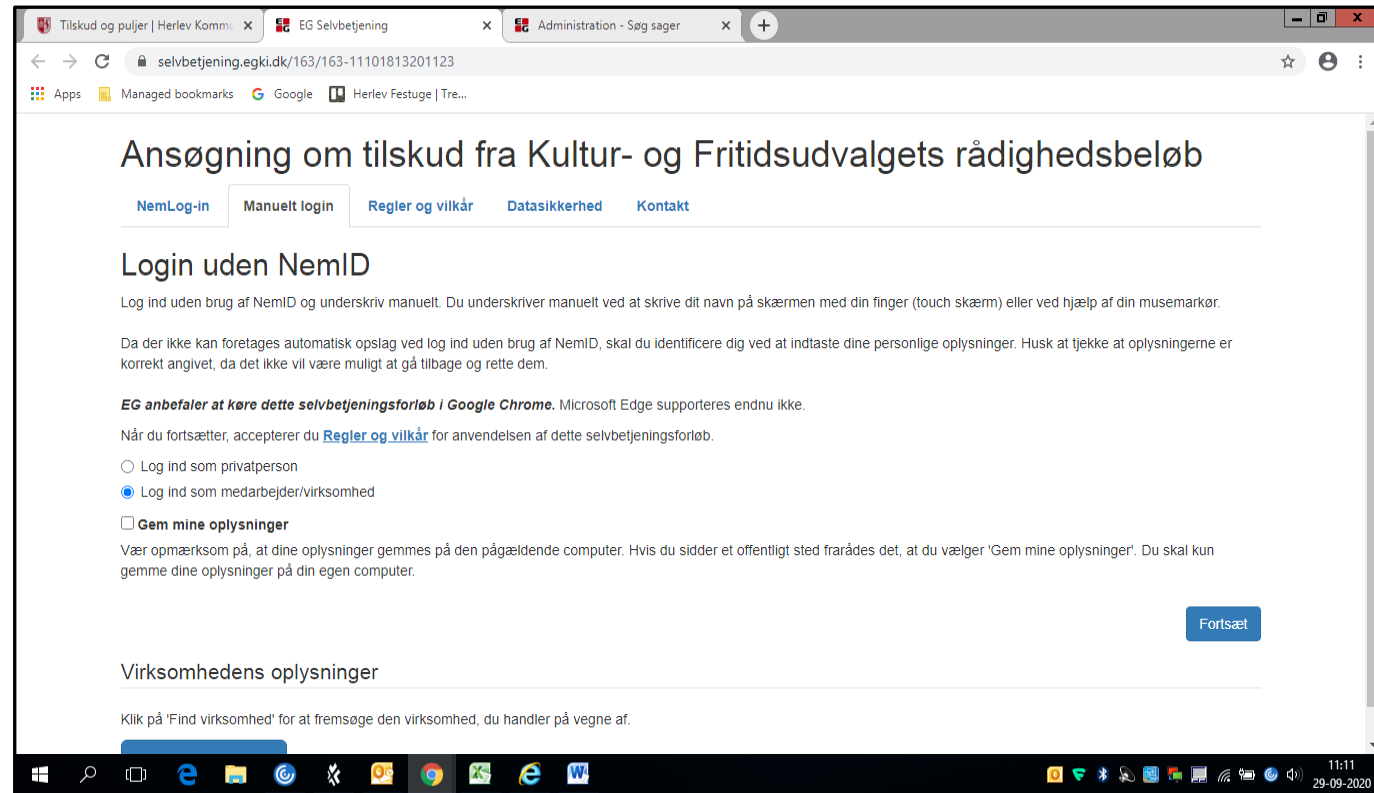 Tilskud og puljer | Herlev Kommu
EG Selvbetjening
Administration - Søg sager
selvbetjening.egki.dk/163/163-11101813201123
Apps
Managed bookmarks
Google
Herlev Festuge | Tre...
Ansøgning om tilskud fra Kultur- og Fritidsudvalgets rådighedsbeløb
NemLog-in
Manuelt login
Regler og vilkår
Datasikkerhed
Kontakt
Login uden NemID
Log ind uden brug af NemID og underskriv manuelt. Du underskriver manuelt ved at skrive dit navn på skærmen med din finger (touch skærm) eller ved hjælp af din musemarkør.
Da der ikke kan foretages automatisk opslag ved log ind uden brug af NemID, skal du identificere dig ved at indtaste dine personlige oplysninger. Husk at tjekke at oplysningerne er
korrekt angivet, da det ikke vil være muligt at gå tilbage og rette dem.
EG anbefaler at køre dette selvbetjeningsforløb i Google Chrome. Microsoft Edge supporteres endnu ikke.
Når du fortsætter, accepterer du Regler og vilkår for anvendelsen af dette selvbetjeningsforløb.
Log ind som privatperson
Log ind som medarbejder/virksomhed
Gem mine oplysninger
Vær opmærksom på, at dine oplysninger gemmes på den pågældende computer. Hvis du sidder et offentligt sted frarådes det, at du vælger 'Gem mine oplysninger'. Du skal kun
gemme dine oplysninger på din egen computer.
Fortsæt
Virksomhedens oplysninger
Klik på 'Find virksomhed' for at fremsøge den virksomhed, du handler på vegne af.
11:11
29-09-2020